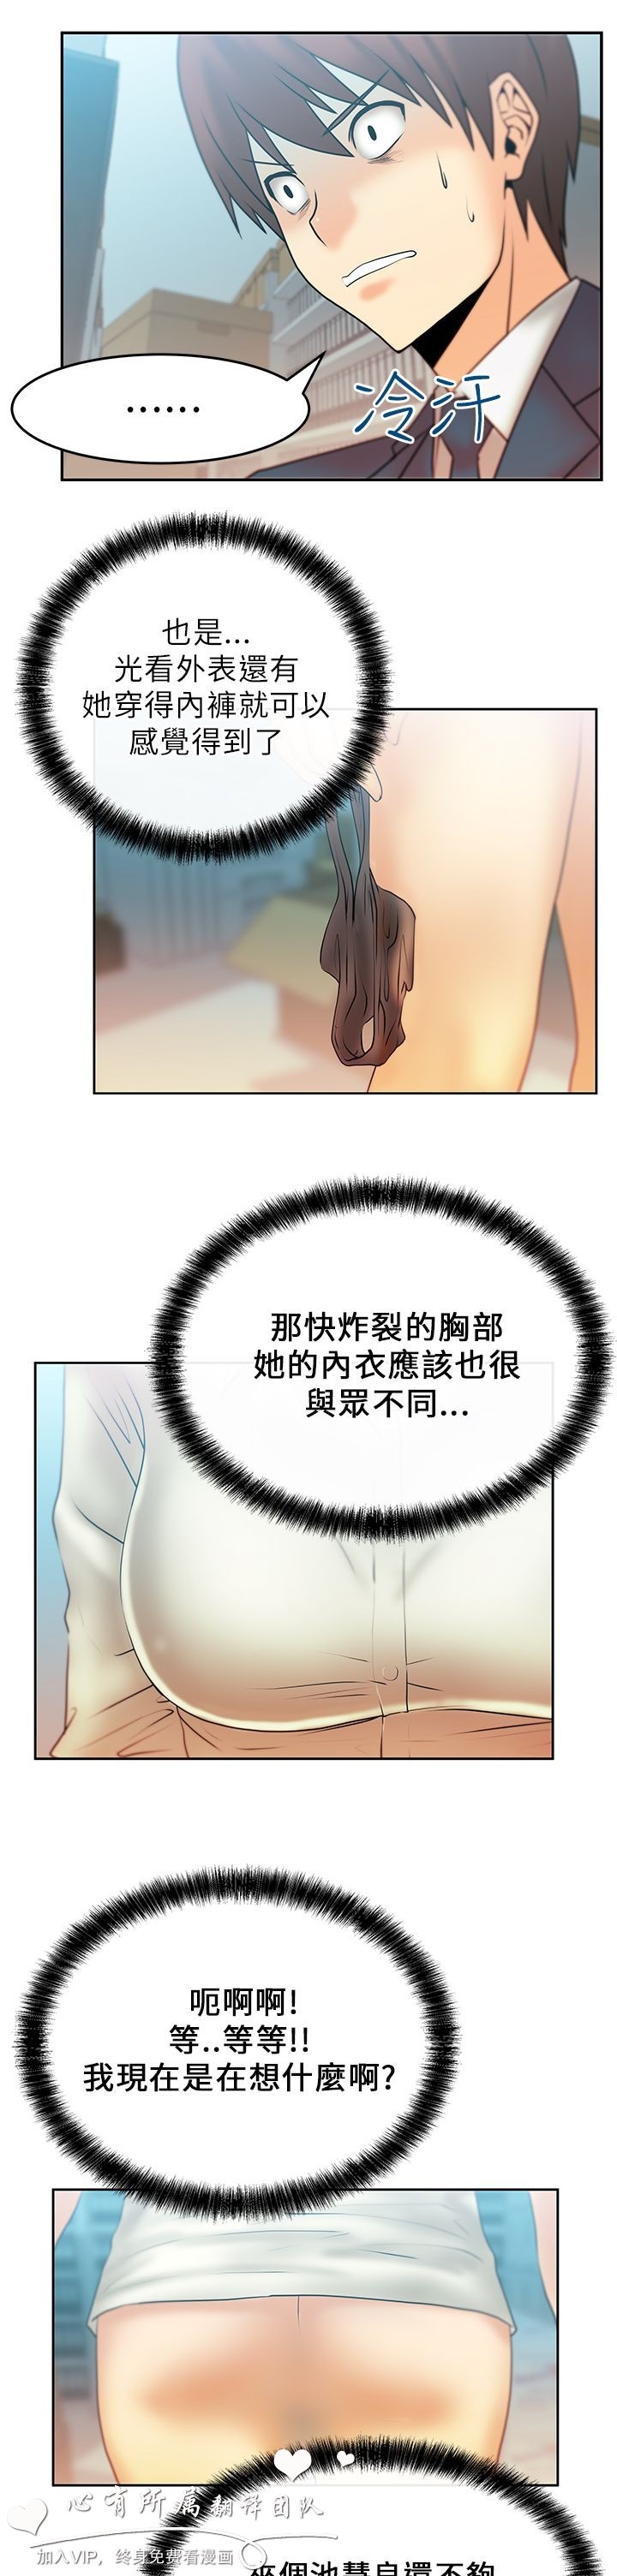 ......
冷汗
也是...
光看外表還有
她穿得內褲就可以
感覺得到了
那快炸裂的胸部
她的內衣應該也很
與眾不同...
呃啊啊!
等..等等!!
我現在是在想什麼啊?
心有所属翻译团队
加入VIP，终身免费看漫画